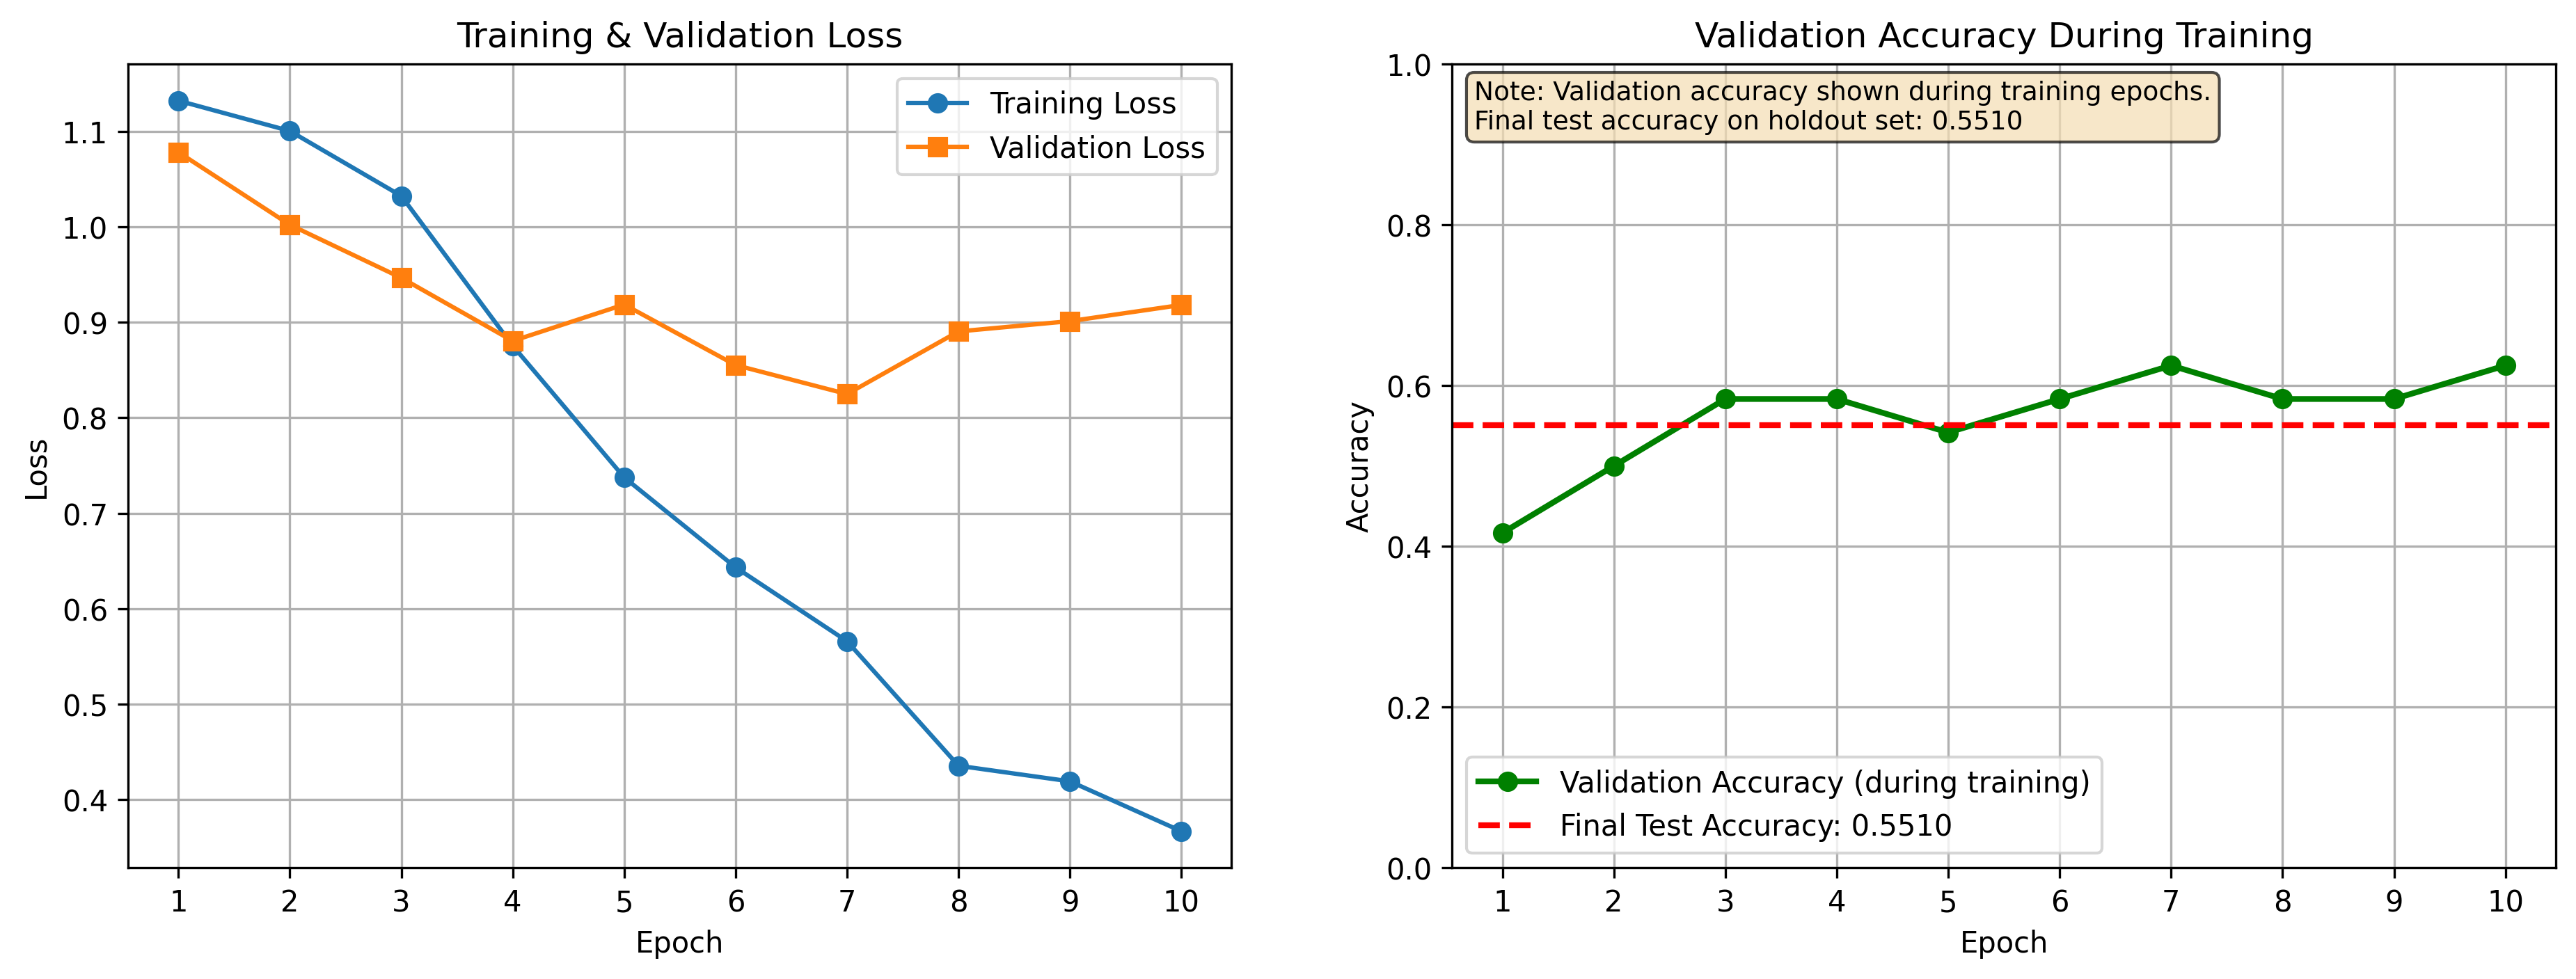 Training & Validation Loss
Training Loss
Validation Loss
1.1
1.0
0.9
0.8
0.7
0.6
0.5
0.4
Loss
1 2 3 4 5 6 7 8 9 10
Epoch
Validation Accuracy During Training
Note: Validation accuracy shown during training epochs.
Final test accuracy on holdout set: 0.5510
1.0
0.8
0.6
0.4
0.2
0.0
Accuracy
Validation Accuracy (during training)
Final Test Accuracy: 0.5510
1 2 3 4 5 6 7 8 9 10
Epoch